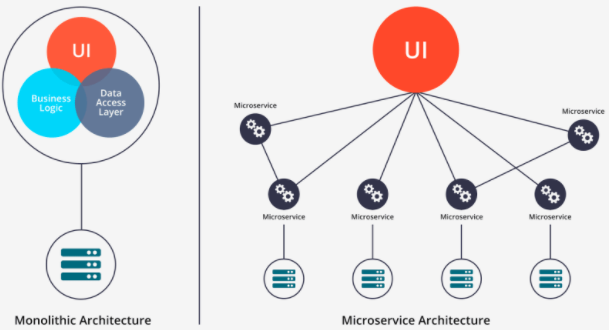 UI
Business
Logic
Data
Access
Layer
Monolithic Architecture
UI
Microservice
Microservice
Microservice
Microservice
Microservice
Microservice
Microservice Architecture